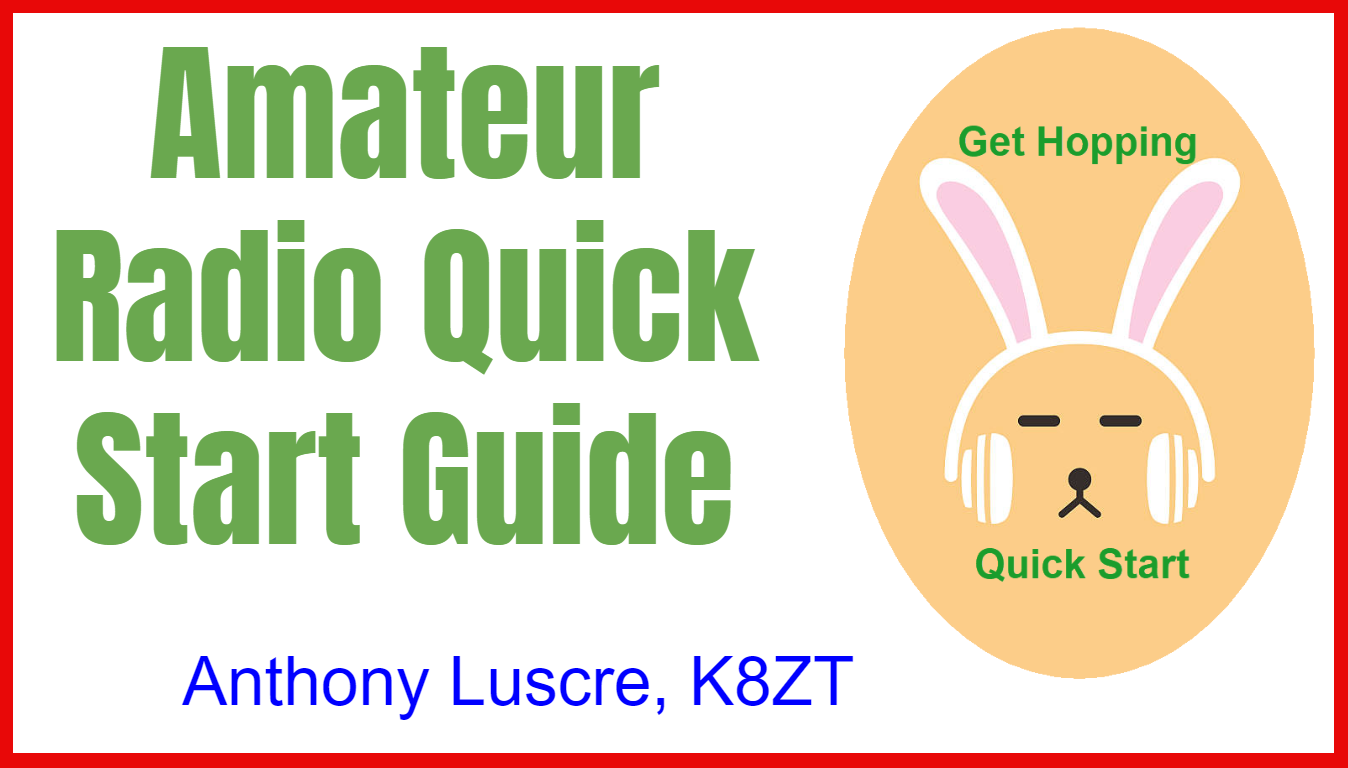 Amateur
Radio Quick
Start Guide
Anthony Luscre, K8ZT
Get Hopping
Quick Start